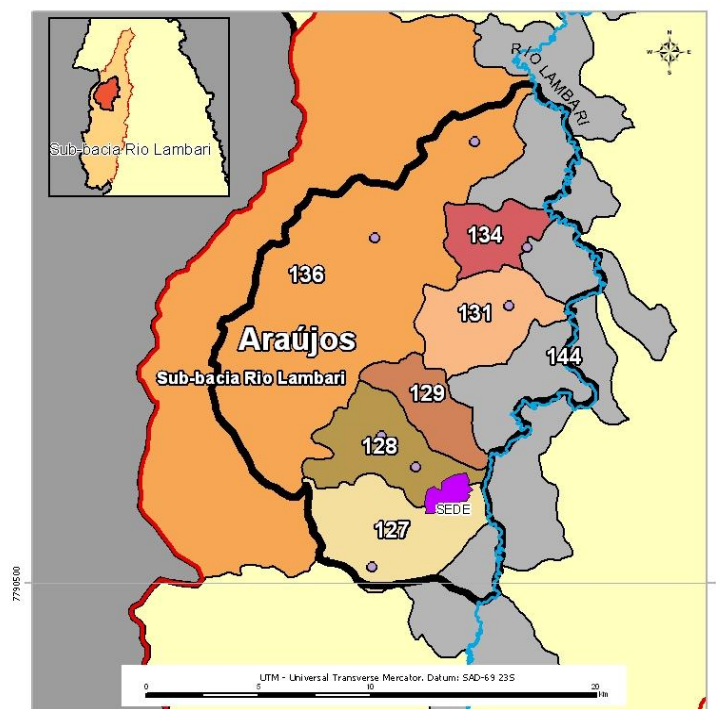 Sub-bacia Rio Lambari
RIO LAMBARI
N
W E
S
134
136
131
Araújos
144
Sub-bacia Rio Lambari
129
128
SEDE
127
7790500
UTM - Universal Transverse Mercator. Datum: SAD-69 23S
0 5 10 20
km